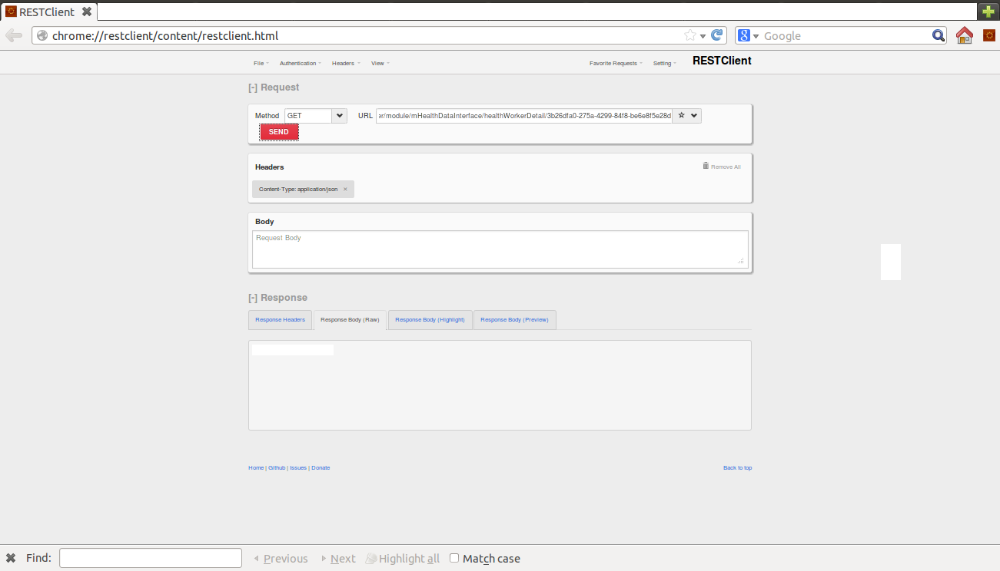 RESTClient
chrome://restclient/content/restclient.html
Google
File Authentication Headers View Favorite Requests Setting RESTClient
[-] Request
Method GET URL er/module/mHealthDataInterface/healthWorkerDetail/3b26dfa0-275a-4299-84f8-be6e8f5e28d
SEND
Headers Remove All
Content-Type: application/json ×
Body
Request Body
[-] Response
Response Headers Response Body (Raw) Response Body (Highlight) Response Body (Preview)
Home | Github | Issues | Donate Back to top
Find: Previous Next Highlight all Match case